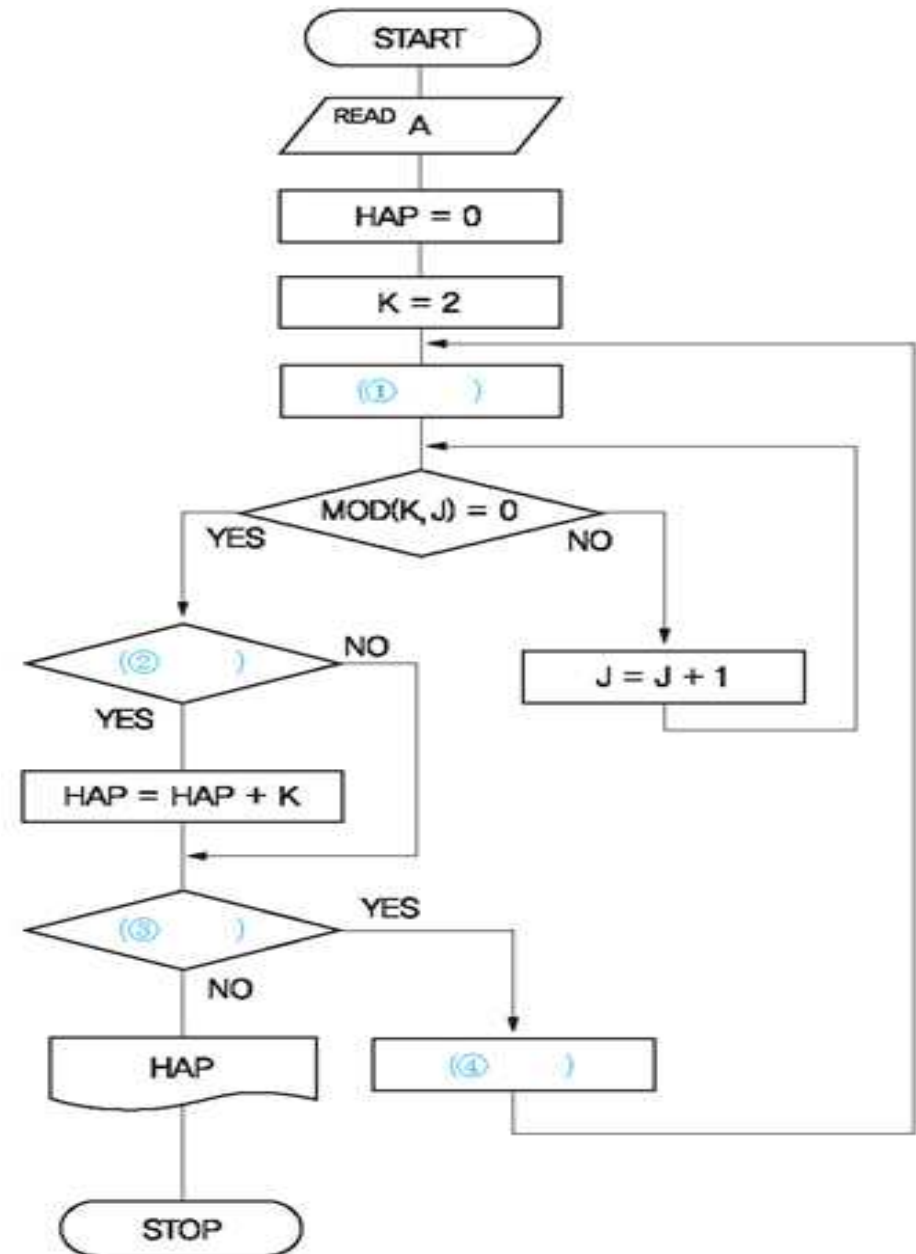 START
READ A
HAP = 0
K = 2
(① )
MOD(K, J) = 0
YES
NO
(② )
NO
YES
J = J + 1
HAP = HAP + K
(③ )
YES
NO
HAP
(④ )
STOP